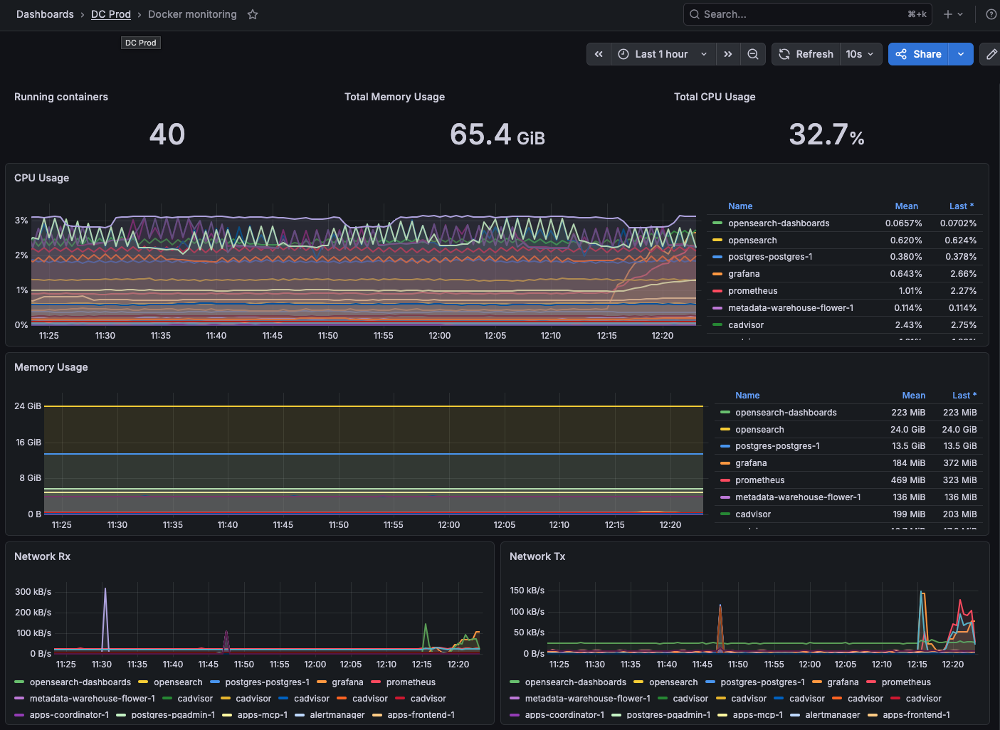 Dashboards › DC Prod › Docker monitoring
Search... ⌘+k
DC Prod
Last 1 hour
Refresh 10s
Share
Running containers
40
Total Memory Usage
65.4 GiB
Total CPU Usage
32.7%
CPU Usage
3%
2%
1%
0%
11:25 11:30 11:35 11:40 11:45 11:50 11:55 12:00 12:05 12:10 12:15 12:20
Name Mean Last *
opensearch-dashboards 0.0657% 0.0702%
opensearch 0.620% 0.624%
postgres-postgres-1 0.380% 0.378%
grafana 0.643% 2.66%
prometheus 1.01% 2.27%
metadata-warehouse-flower-1 0.114% 0.114%
cadvisor 2.43% 2.75%
Memory Usage
24 GiB
16 GiB
8 GiB
0 B
11:25 11:30 11:35 11:40 11:45 11:50 11:55 12:00 12:05 12:10 12:15 12:20
Name Mean Last *
opensearch-dashboards 223 MiB 223 MiB
opensearch 24.0 GiB 24.0 GiB
postgres-postgres-1 13.5 GiB 13.5 GiB
grafana 184 MiB 372 MiB
prometheus 469 MiB 323 MiB
metadata-warehouse-flower-1 136 MiB 136 MiB
cadvisor 199 MiB 203 MiB
Network Rx
300 kB/s
200 kB/s
100 kB/s
0 B/s
11:25 11:30 11:35 11:40 11:45 11:50 11:55 12:00 12:05 12:10 12:15 12:20
opensearch-dashboards opensearch postgres-postgres-1 grafana prometheus
metadata-warehouse-flower-1 cadvisor cadvisor cadvisor cadvisor cadvisor
apps-coordinator-1 postgres-pgadmin-1 apps-mcp-1 alertmanager apps-frontend-1
Network Tx
150 kB/s
100 kB/s
50 kB/s
0 B/s
11:25 11:30 11:35 11:40 11:45 11:50 11:55 12:00 12:05 12:10 12:15 12:20
opensearch-dashboards opensearch postgres-postgres-1 grafana prometheus
metadata-warehouse-flower-1 cadvisor cadvisor cadvisor cadvisor cadvisor
apps-coordinator-1 postgres-pgadmin-1 apps-mcp-1 alertmanager apps-frontend-1